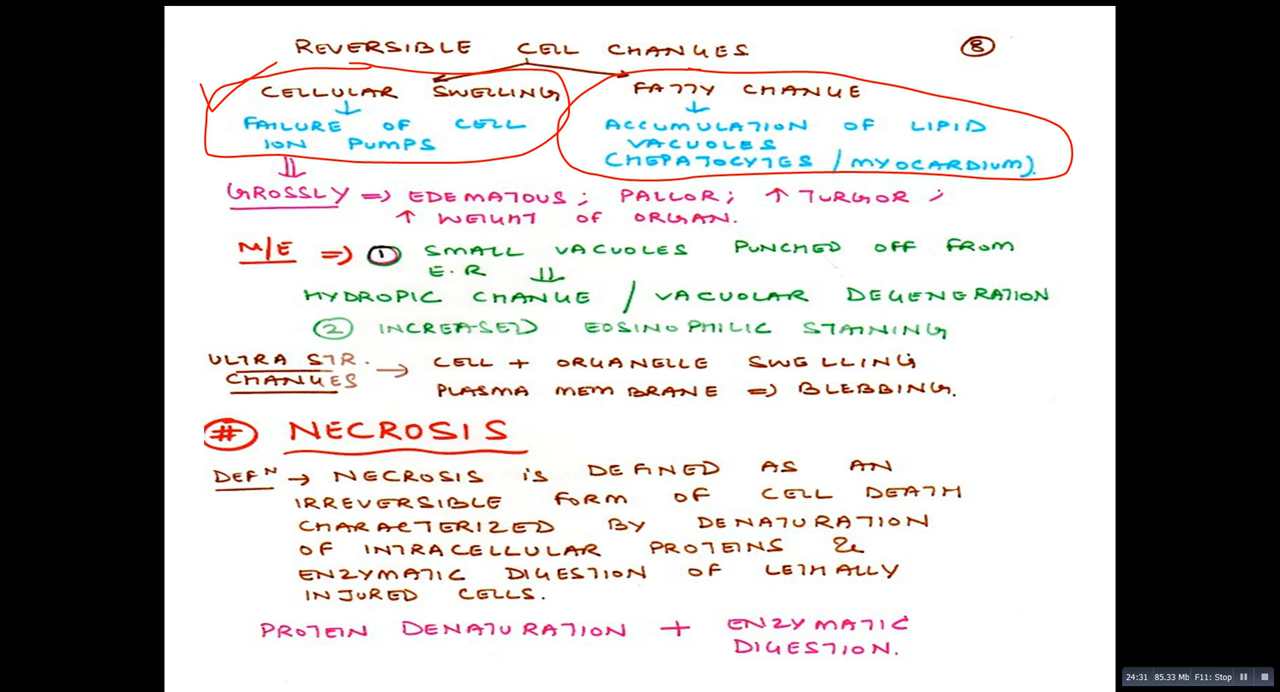 REVERSIBLE CELL CHANGES
8
CELLULAR SWELLING
FATTY CHANGE
FAILURE OF CELL
ION PUMPS
ACCUMULATION OF LIPID
VACUOLES
(HEPATOCYTES / MYOCARDIUM).
GROSSLY => EDEMATOUS; PALLOR; ↑ TURGOR;
↑ WEIGHT OF ORGAN.
M/E => ① SMALL VACUOLES PUNCHED OFF FROM
E.R
HYDROPIC CHANGE / VACUOLAR DEGENERATION
② INCREASED EOSINOPHILIC STAINING
ULTRA STR. → CELL + ORGANELLE SWELLING
CHANGES PLASMA MEMBRANE => BLEBBING.
# NECROSIS
DEFN → NECROSIS is DEFINED AS AN
IRREVERSIBLE FORM OF CELL DEATH
CHARACTERIZED BY DENATURATION
OF INTRACELLULAR PROTEINS &
ENZYMATIC DIGESTION OF LETHALLY
INJURED CELLS.
PROTEIN DENATURATION + ENZYMATIC
DIGESTION.
24:31 85.33 Mb F11: Stop